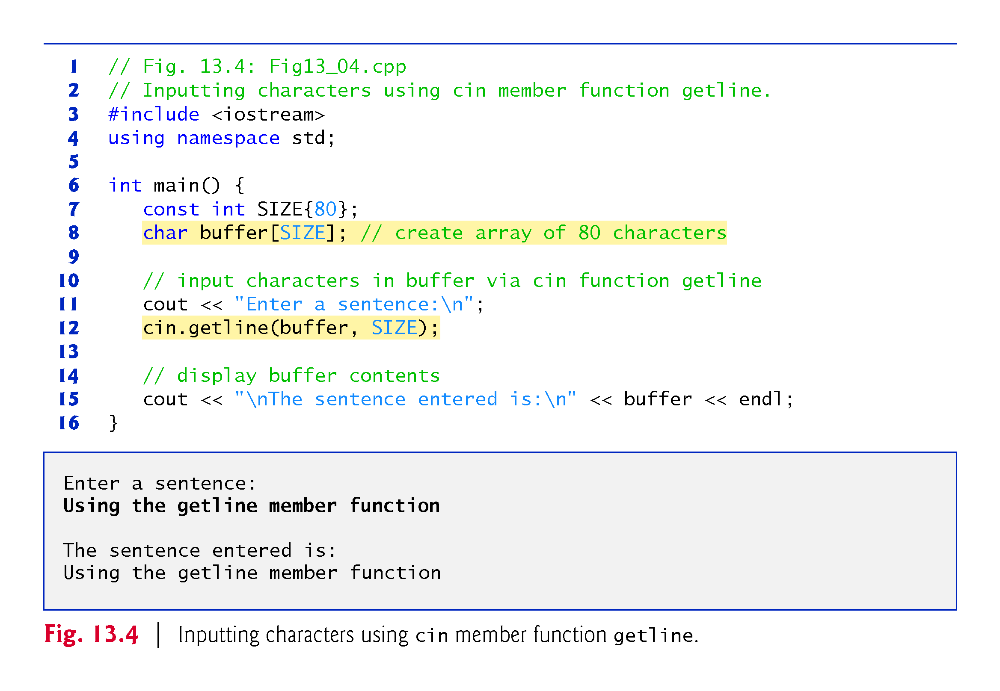 1 // Fig. 13.4: Fig13_04.cpp
2 // Inputting characters using cin member function getline.
3 #include <iostream>
4 using namespace std;
5
6 int main() {
7    const int SIZE{80};
8    char buffer[SIZE]; // create array of 80 characters
9
10    // input characters in buffer via cin function getline
11    cout << "Enter a sentence:\n";
12    cin.getline(buffer, SIZE);
13
14    // display buffer contents
15    cout << "\nThe sentence entered is:\n" << buffer << endl;
16 }
Enter a sentence:
Using the getline member function
The sentence entered is:
Using the getline member function
Fig. 13.4 | Inputting characters using cin member function getline.